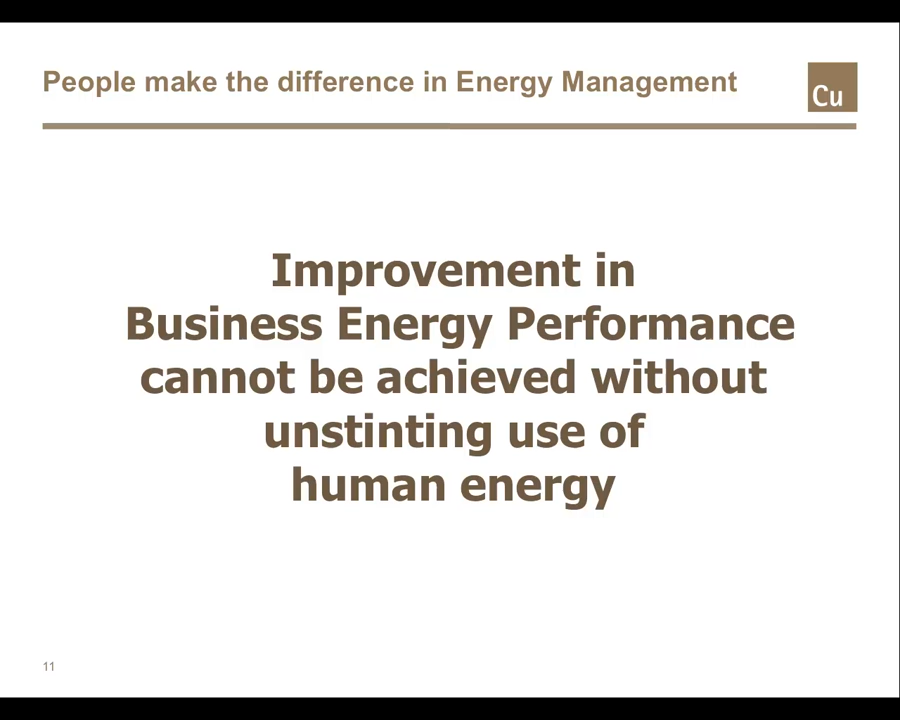 People make the difference in Energy Management
Cu
Improvement in
Business Energy Performance
cannot be achieved without
unstinting use of
human energy
11